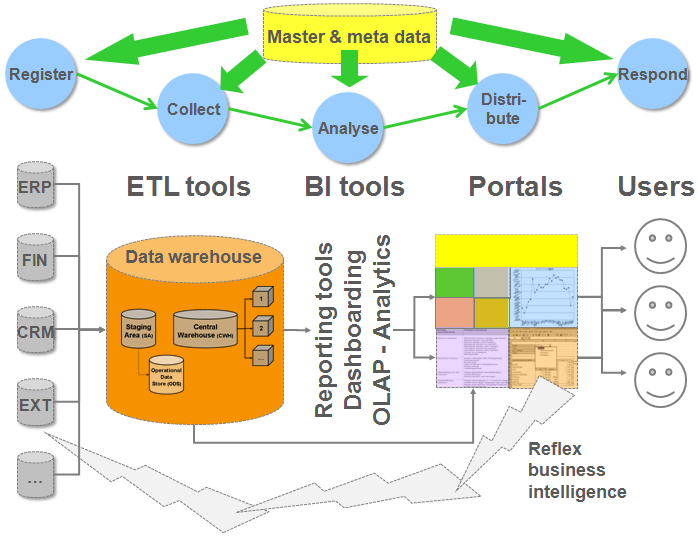 Master & meta data
Register
Collect
Analyse
Distri-
bute
Respond
ETL tools
BI tools
Portals
Users
ERP
FIN
CRM
EXT
...
Data warehouse
Staging
Area (SA)
Central
Warehouse (CWH)
Operational
Data
Store (ODS)
1
2
...
Reporting tools
Dashboarding
OLAP - Analytics
Reflex
business
intelligence